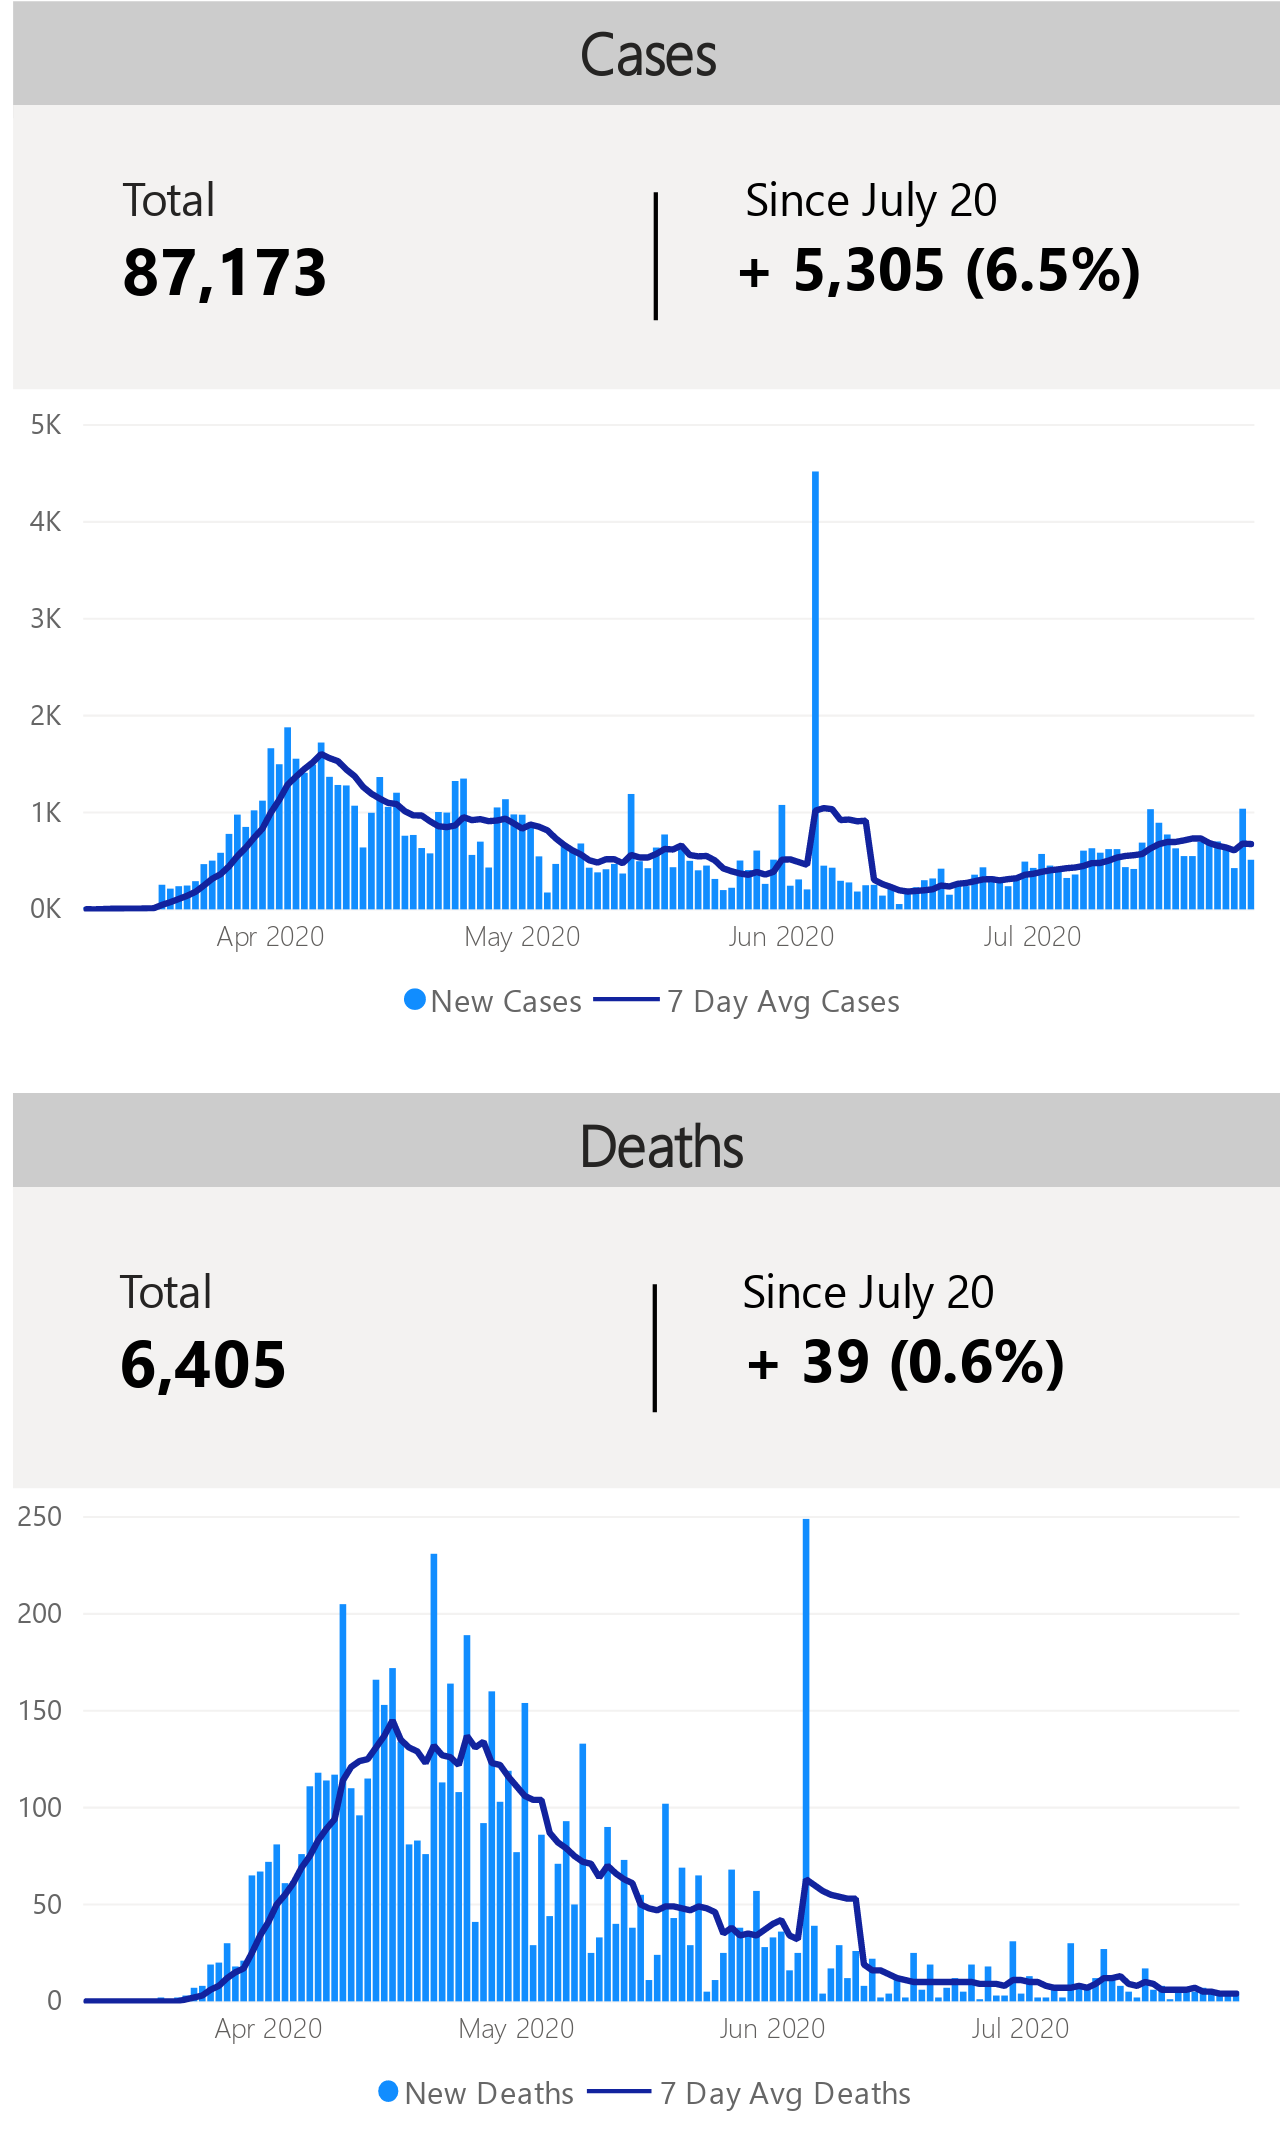 Cases
Total
Since July 20
87,173
+ 5,305 (6.5%)
5K
4K
3K
2K
1K
0K
Apr 2020
May 2020
Jun 2020
Jul 2020
New Cases
7 Day Avg Cases
Deaths
Total
Since July 20
6,405
+ 39 (0.6%)
250
200
150
100
50
0
Apr 2020
May 2020
Jun 2020
Jul 2020
New Deaths
7 Day Avg Deaths